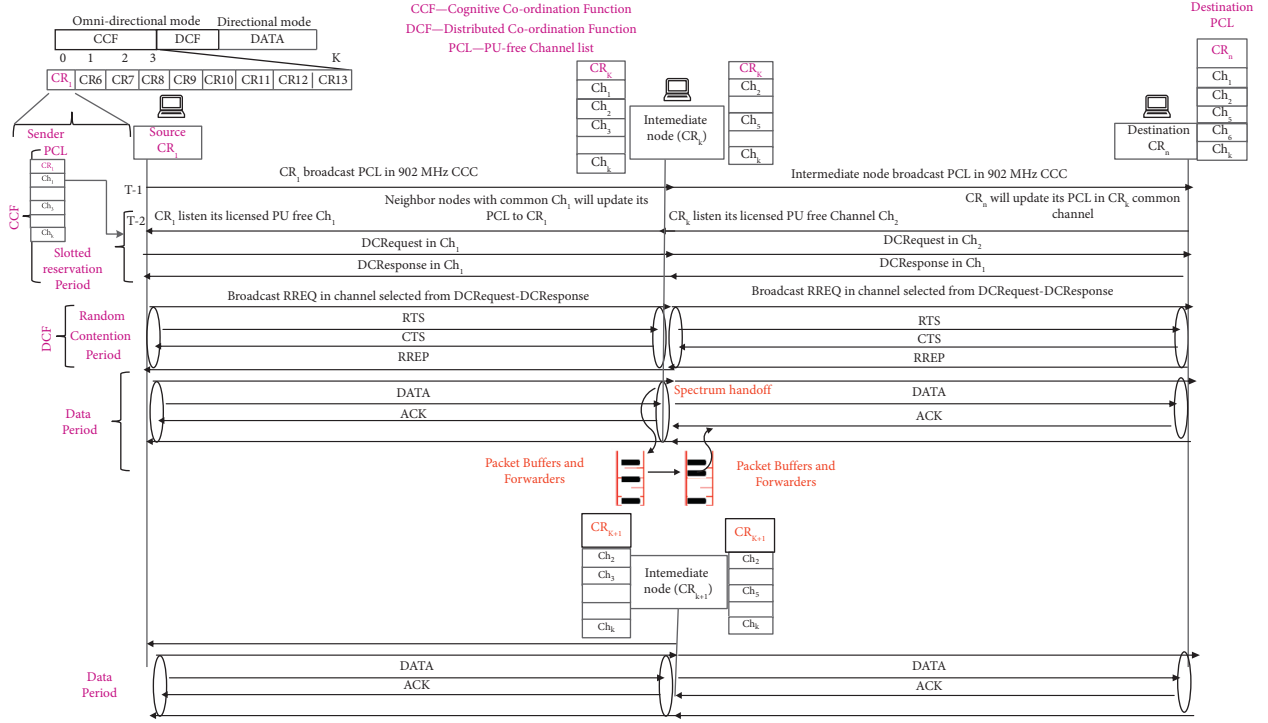 CCF—Cognitive Co-ordination Function
DCF—Distributed Co-ordination Function
PCL—PU-free Channel list
Omni-directional mode
Directional mode
CCF
DCF
DATA
0 1 2 3 K
CR₁ CR6 CR7 CR8 CR9 CR10 CR11 CR12 CR13
Destination
PCL
CRₙ
Ch₁
Ch₂
Ch₅
Ch₆
Chₖ
CR_K
Ch₁
Ch₂
Ch₃
Chₖ
Intemediate
node (CRₖ)
CR_K
Ch₂
Ch₅
Chₖ
Source
CR₁
Destination
CRₙ
Sender
PCL
CR₁
Ch₁
Ch₃
Chₖ
CCF
Slotted
reservation
Period
T-1
CR₁ broadcast PCL in 902 MHz CCC
Intermediate node broadcast PCL in 902 MHz CCC
T-2
CR₁ listen its licensed PU free Ch₁
Neighbor nodes with common Ch₁ will update its
PCL to CR₁
CRₖ listen its licensed PU free Channel Ch₂
CRₙ will update its PCL in CRₖ common
channel
DCRequest in Ch₁
DCRequest in Ch₂
DCResponse in Ch₁
DCResponse in Ch₁
Broadcast RREQ in channel selected from DCRequest-DCResponse
Broadcast RREQ in channel selected from DCRequest-DCResponse
DCF
Random
Contention
Period
RTS
RTS
CTS
CTS
RREP
RREP
Data
Period
DATA
Spectrum handoff
DATA
ACK
ACK
Packet Buffers and
Forwarders
Packet Buffers and
Forwarders
CR_K+1
Ch₂
Ch₃
Chₖ
Intemediate
node (CRₖ₊₁)
CR_K+1
Ch₂
Ch₅
Chₖ
Data
Period
DATA
DATA
ACK
ACK